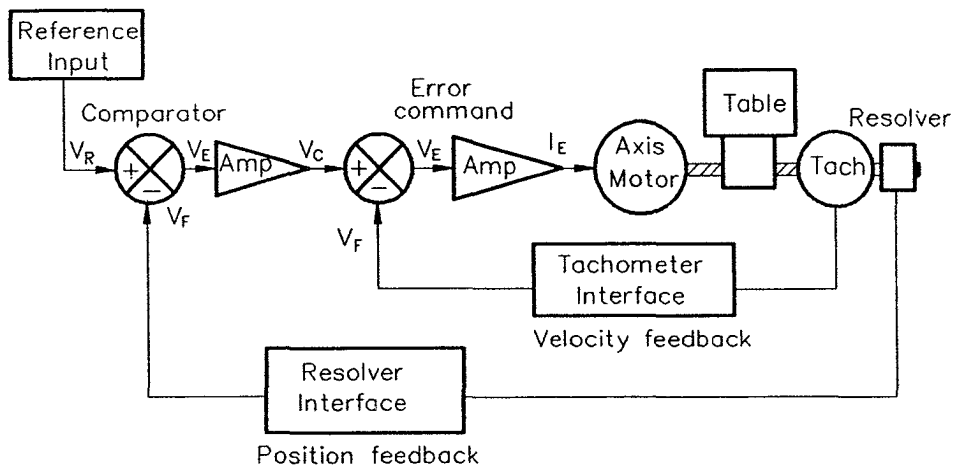 Reference
Input
Comparator
Error
command
Table
Resolver
V_R
+
−
V_E
Amp
V_C
+
−
V_E
Amp
I_E
Axis
Motor
Tach
V_F
V_F
Tachometer
Interface
Velocity feedback
Resolver
Interface
Position feedback